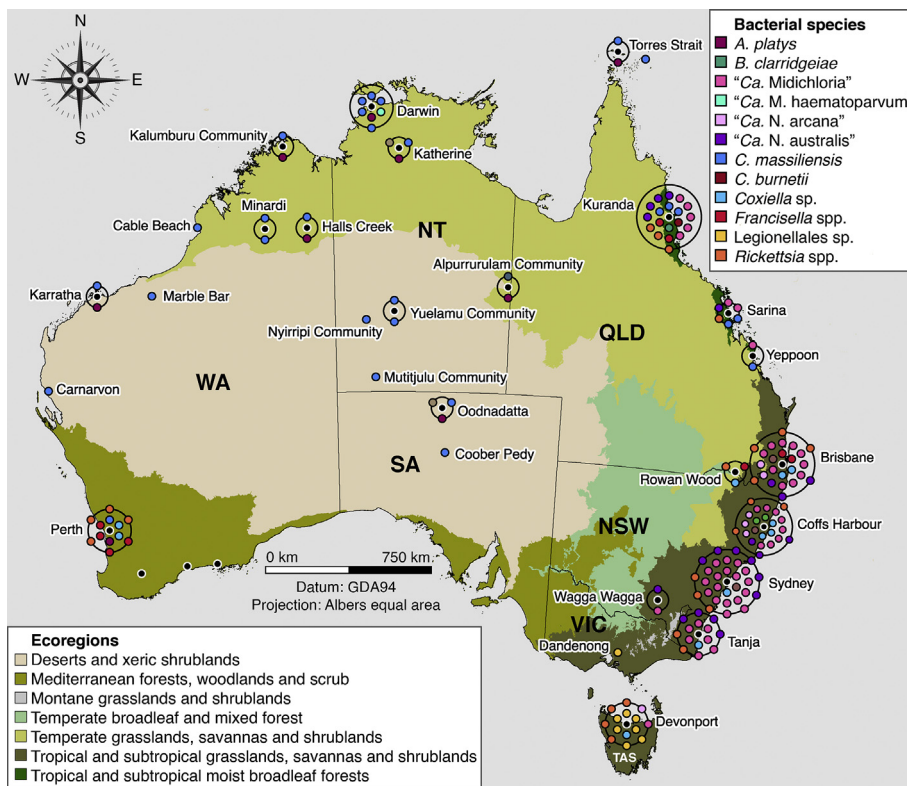 N
W
E
S
Bacterial species
A. platys
B. clarridgeiae
“Ca. Midichloria”
“Ca. M. haematoparvum
“Ca. N. arcana”
“Ca. N. australis”
C. massiliensis
C. burnetii
Coxiella sp.
Francisella spp.
Legionellales sp.
Rickettsia spp.
Torres Strait
Darwin
Kalumburu Community
Katherine
Kuranda
Minardi
Cable Beach
Halls Creek
NT
Alpurrurulam Community
Karratha
Marble Bar
Yuelamu Community
Nyirripi Community
Sarina
QLD
Yeppoon
WA
Mutitjulu Community
Carnarvon
Oodnadatta
Coober Pedy
SA
Brisbane
Rowan Wood
Perth
NSW
Coffs Harbour
0 km
750 km
Datum: GDA94
Projection: Albers equal area
Sydney
Wagga Wagga
VIC
Dandenong
Tanja
Devonport
TAS
Ecoregions
Deserts and xeric shrublands
Mediterranean forests, woodlands and scrub
Montane grasslands and shrublands
Temperate broadleaf and mixed forest
Temperate grasslands, savannas and shrublands
Tropical and subtropical grasslands, savannas and shrublands
Tropical and subtropical moist broadleaf forests